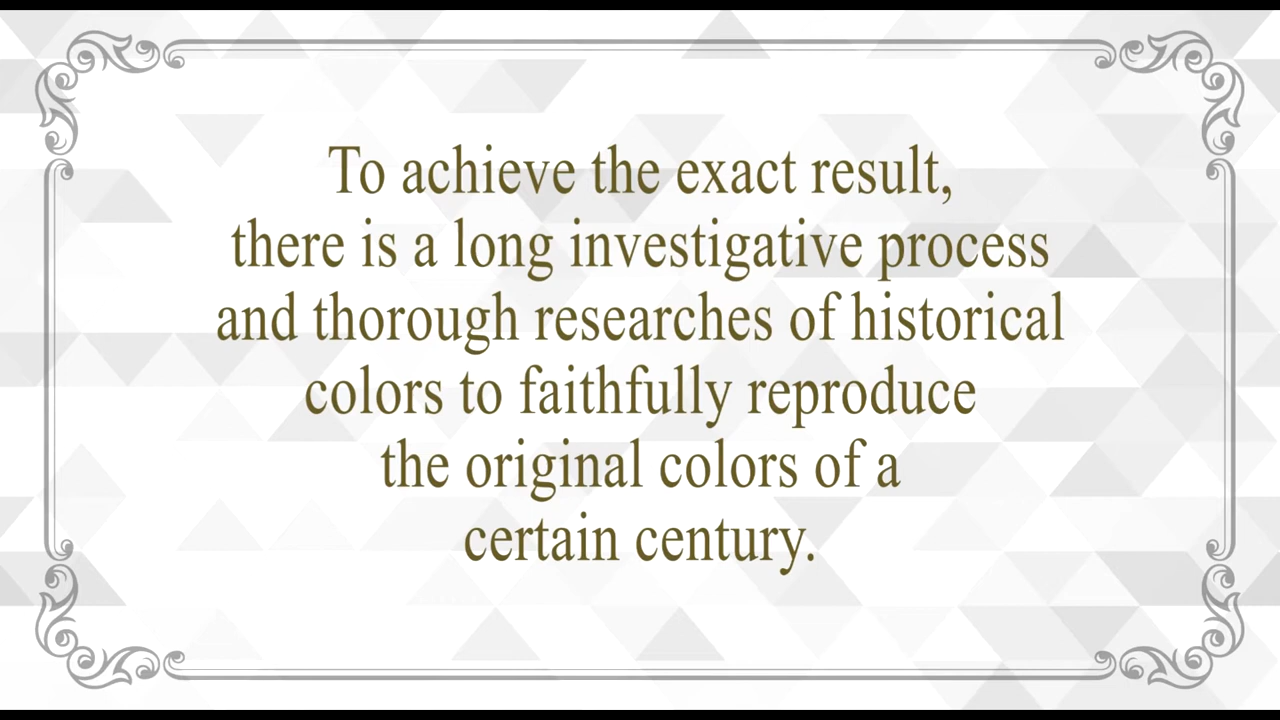 To achieve the exact result,
there is a long investigative process
and thorough researches of historical
colors to faithfully reproduce
the original colors of a
certain century.